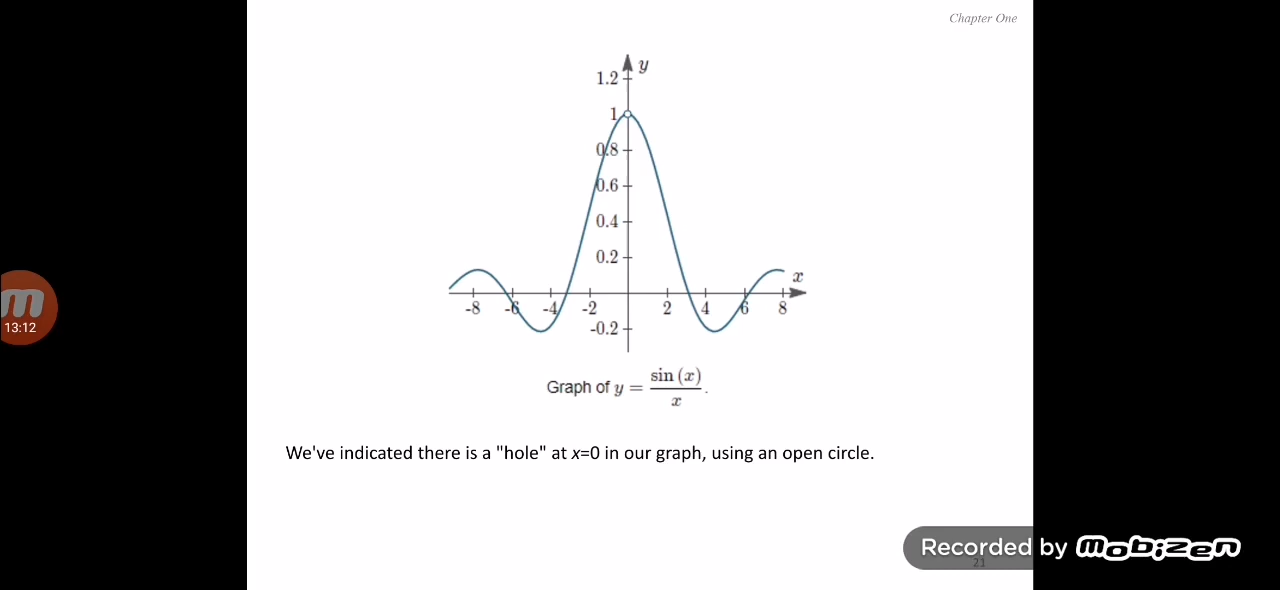 Chapter One
y
1.2
1
0.8
0.6
0.4
0.2
x
-8 -6 -4 -2 2 4 6 8
-0.2
Graph of y = sin (x) / x .
We've indicated there is a "hole" at x=0 in our graph, using an open circle.
13:12
Recorded by mobizen
21